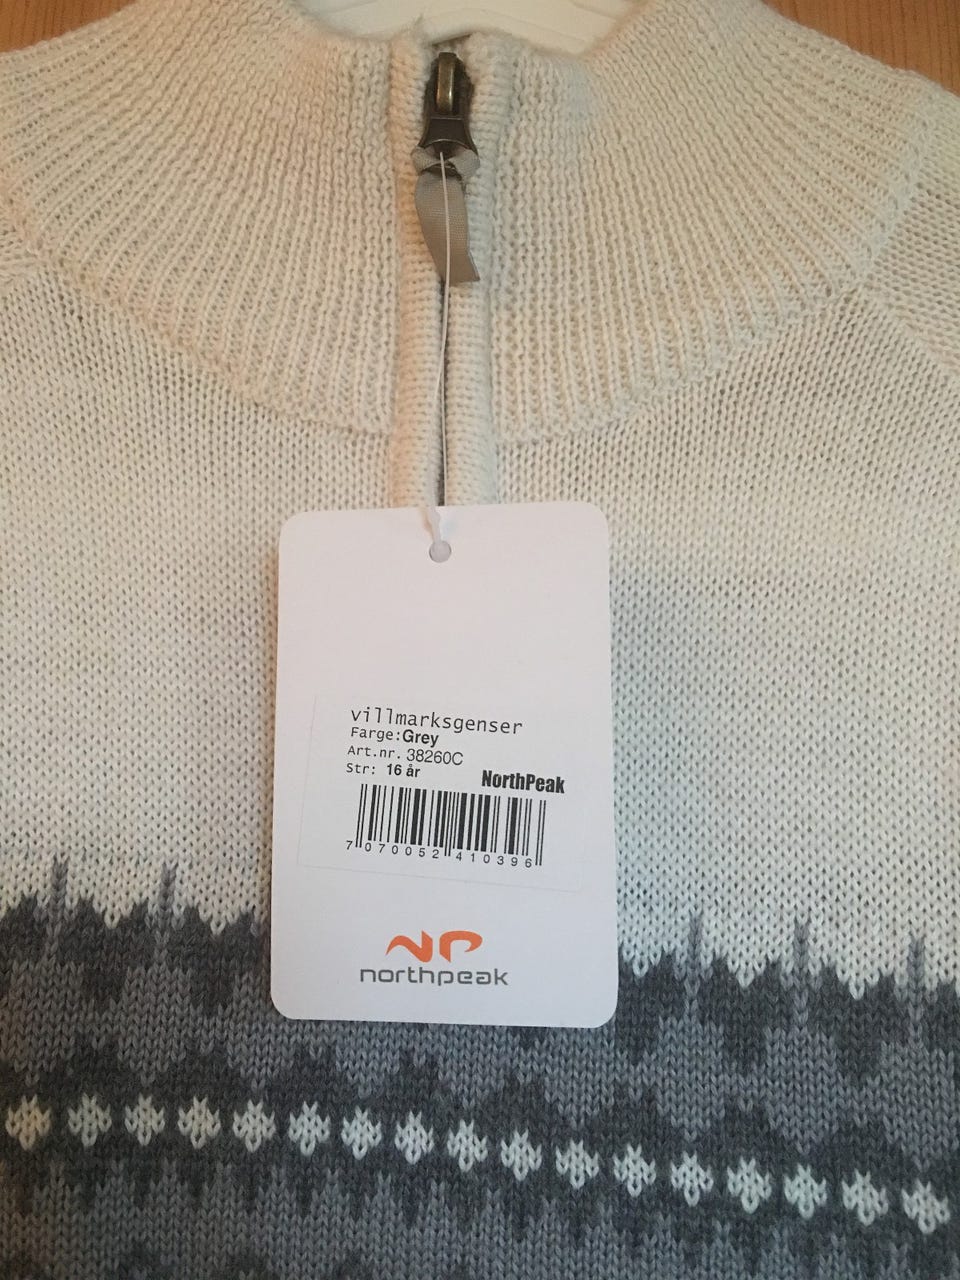 villmarksgenser
Farge:Grey
Art.nr. 38260C
Str: 16 år
NorthPeak
7 070052 410396
NP
northpeak